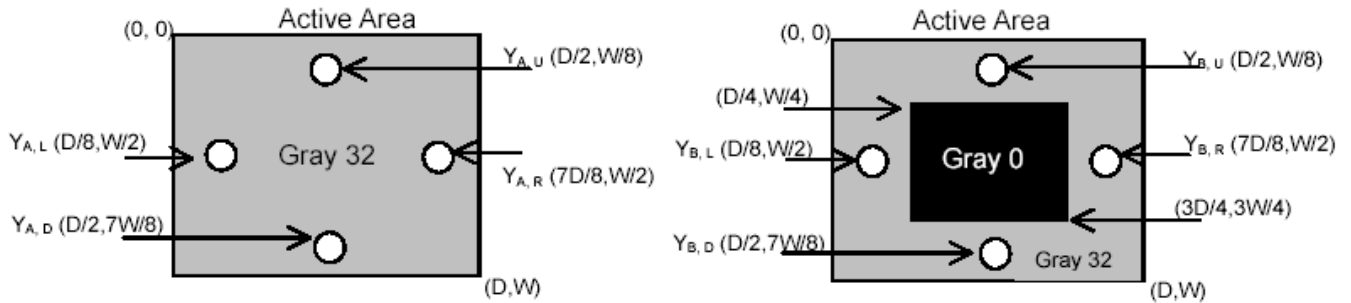 Active Area
(0, 0)
YA, U (D/2,W/8)
YA, L (D/8,W/2)
Gray 32
YA, R (7D/8,W/2)
YA, D (D/2,7W/8)
(D,W)
Active Area
(0, 0)
YB, U (D/2,W/8)
(D/4,W/4)
YB, L (D/8,W/2)
Gray 0
YB, R (7D/8,W/2)
(3D/4,3W/4)
YB, D (D/2,7W/8)
Gray 32
(D,W)